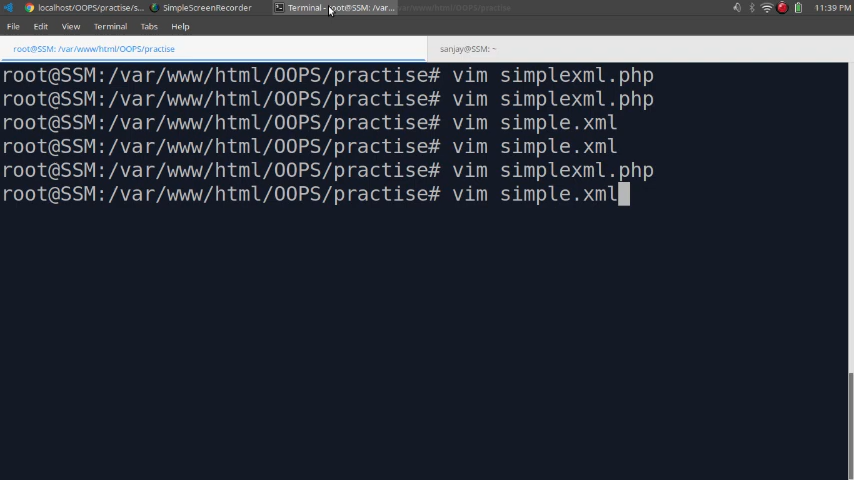 localhost/OOPS/practise/s... SimpleScreenRecorder Terminal - root@SSM: /var... 11:39 PM
File Edit View Terminal Tabs Help
root@SSM: /var/www/html/OOPS/practise sanjay@SSM: ~
root@SSM:/var/www/html/OOPS/practise# vim simplexml.php
root@SSM:/var/www/html/OOPS/practise# vim simplexml.php
root@SSM:/var/www/html/OOPS/practise# vim simple.xml
root@SSM:/var/www/html/OOPS/practise# vim simple.xml
root@SSM:/var/www/html/OOPS/practise# vim simplexml.php
root@SSM:/var/www/html/OOPS/practise# vim simple.xml